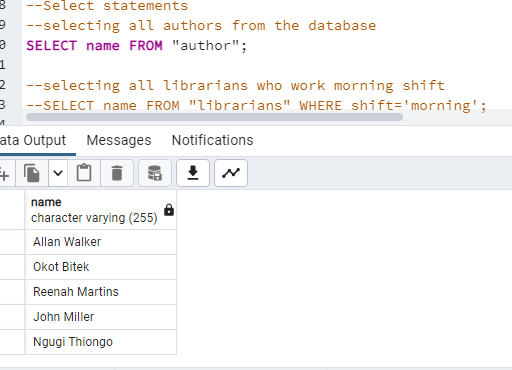 8 --Select statements
9 --selecting all authors from the database
0 SELECT name FROM "author";
1
2 --selecting all librarians who work morning shift
3 --SELECT name FROM "librarians" WHERE shift='morning';
ata Output Messages Notifications
name
character varying (255)
Allan Walker
Okot Bitek
Reenah Martins
John Miller
Ngugi Thiongo